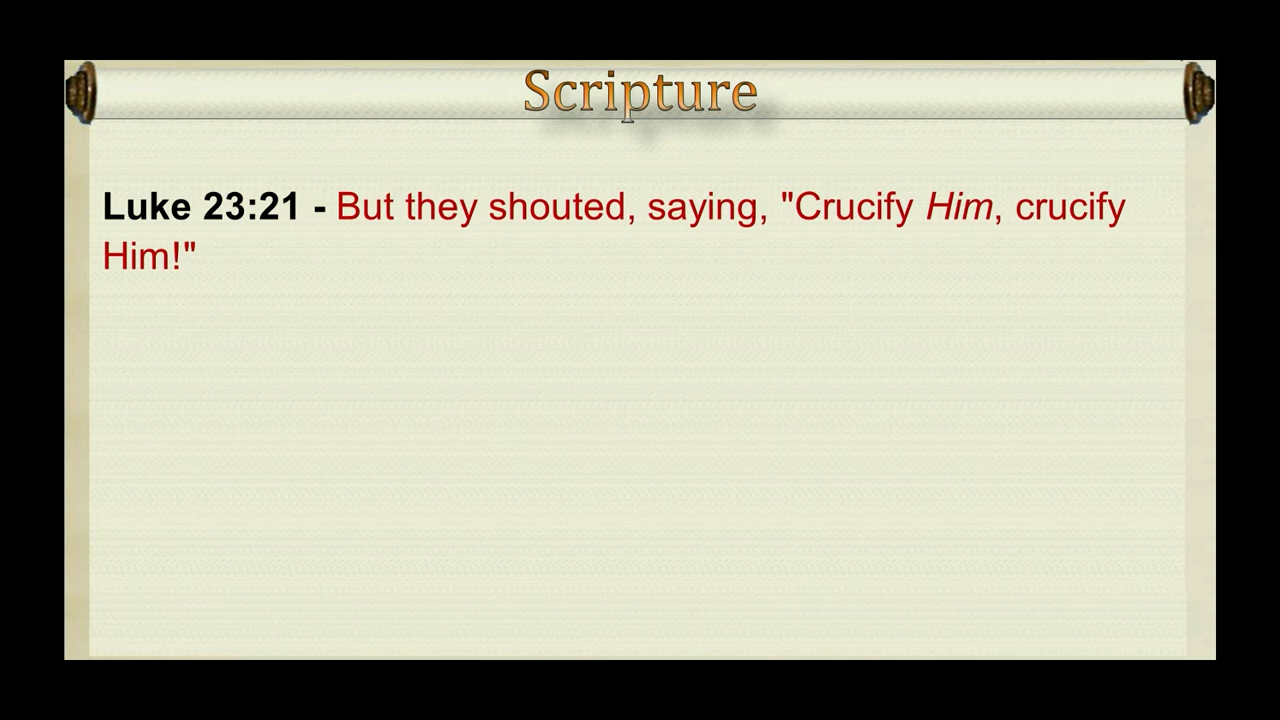 Scripture
Luke 23:21 - But they shouted, saying, "Crucify Him, crucify
Him!"